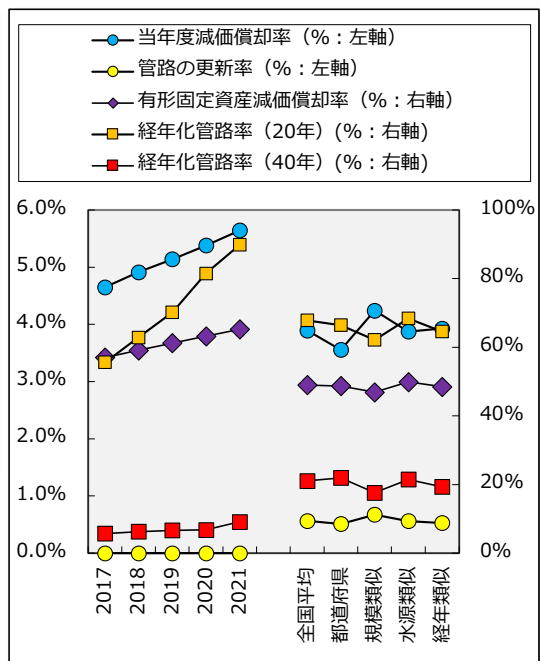 当年度減価償却率（%：左軸）
管路の更新率（%：左軸）
有形固定資産減価償却率（%：右軸）
経年化管路率（20年）(%：右軸)
経年化管路率（40年）(%：右軸)
6.0%
5.0%
4.0%
3.0%
2.0%
1.0%
0.0%
100%
80%
60%
40%
20%
0%
2017
2018
2019
2020
2021
全国平均
都道府県
規模類似
水源類似
経年類似